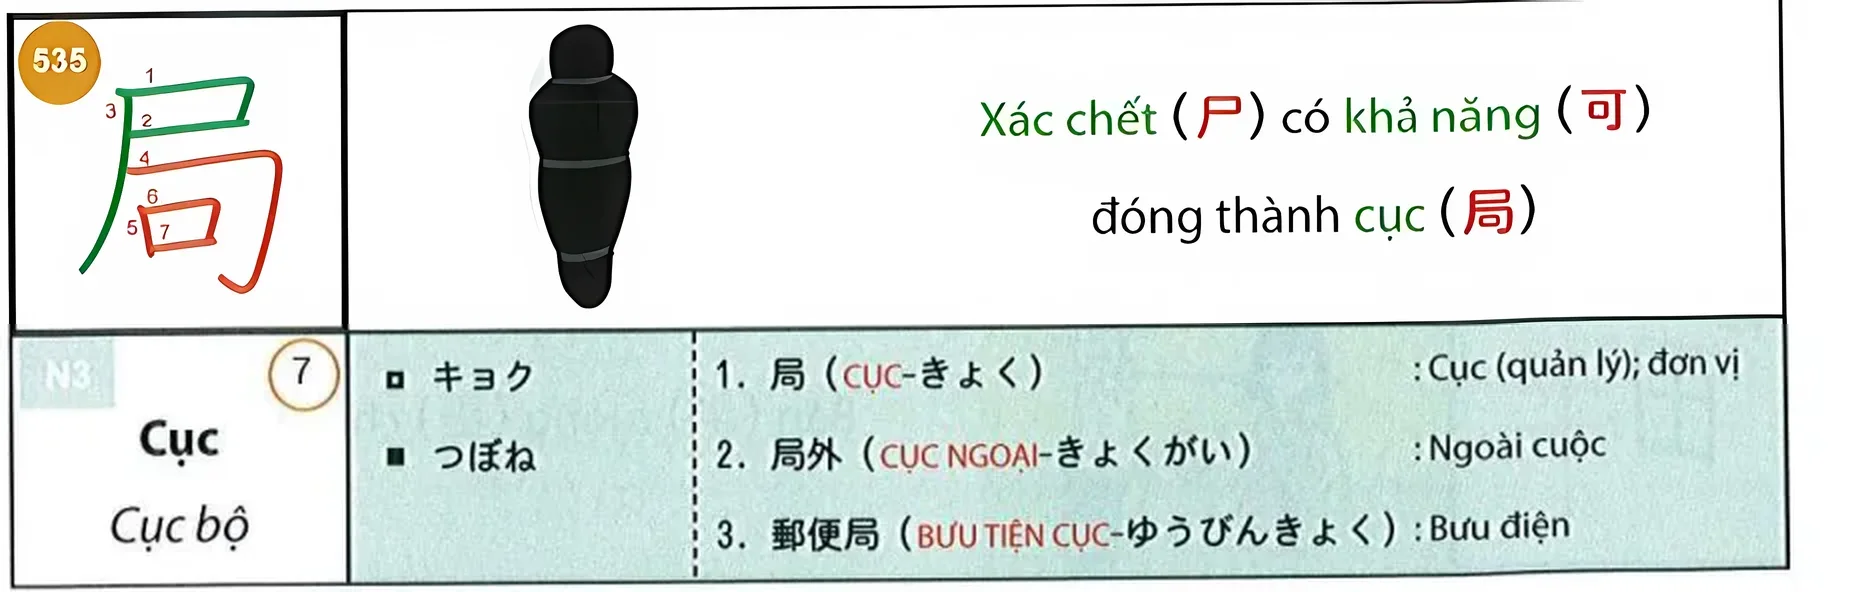 535
局
1
3
2
4
6
5
7
Xác chết (尸) có khả năng (可)
đóng thành cục (局)
N3
7
Cục
Cục bộ
キョク
つぼね
1. 局 (CỤC-きょく) : Cục (quản lý); đơn vị
2. 局外 (CỤC NGOẠI-きょくがい) : Ngoài cuộc
3. 郵便局 (BƯU TIỆN CỤC-ゆうびんきょく) : Bưu điện